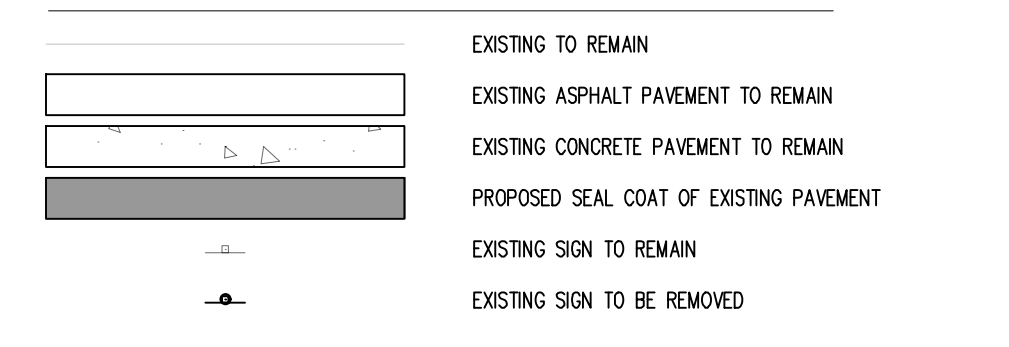 EXISTING TO REMAIN
EXISTING ASPHALT PAVEMENT TO REMAIN
EXISTING CONCRETE PAVEMENT TO REMAIN
PROPOSED SEAL COAT OF EXISTING PAVEMENT
EXISTING SIGN TO REMAIN
EXISTING SIGN TO BE REMOVED